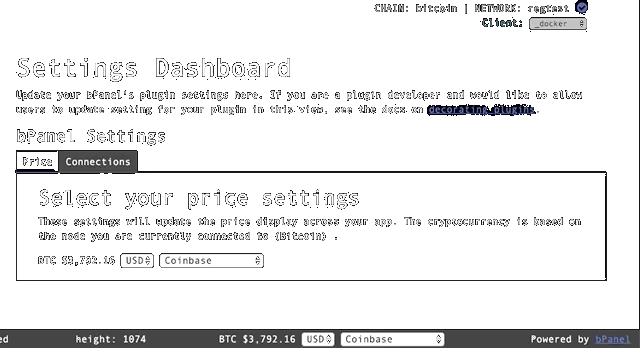 CHAIN: bitcoin | NETWORK: regtest
Client: _docker
Settings Dashboard
Update your bPanel's plugin settings here. If you are a plugin developer and would like to allow
users to update setting for your plugin in this view, see the docs on decorating plugins.
bPanel Settings
Price Connections
Select your price settings
These settings will update the price display across your app. The cryptocurrency is based on
the node you are currently connected to (Bitcoin) .
BTC $3,792.16 USD Coinbase
ed height: 1074 BTC $3,792.16 USD Coinbase Powered by bPanel